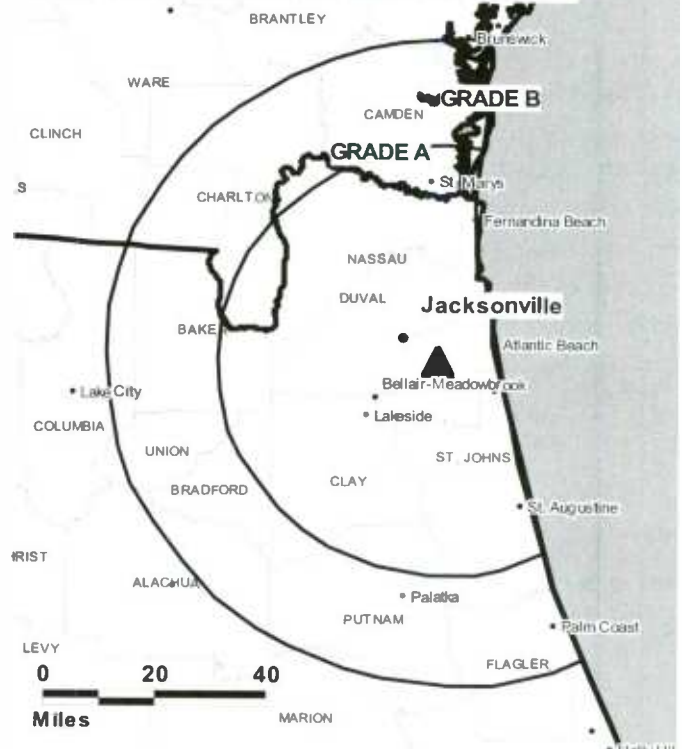 BRANTLEY
Brunswick
WARE
GRADE B
CAMDEN
CLINCH
GRADE A
St. Marys
S
CHARLTON
Fernandina Beach
NASSAU
DUVAL
Jacksonville
BAKER
Atlantic Beach
Bellair-Meadowbrook
Lake City
Lakeside
COLUMBIA
UNION
ST. JOHNS
CLAY
BRADFORD
St. Augustine
HRIST
ALACHUA
Palatka
PUTNAM
Palm Coast
LEVY
FLAGLER
0 20 40
Miles
MARION